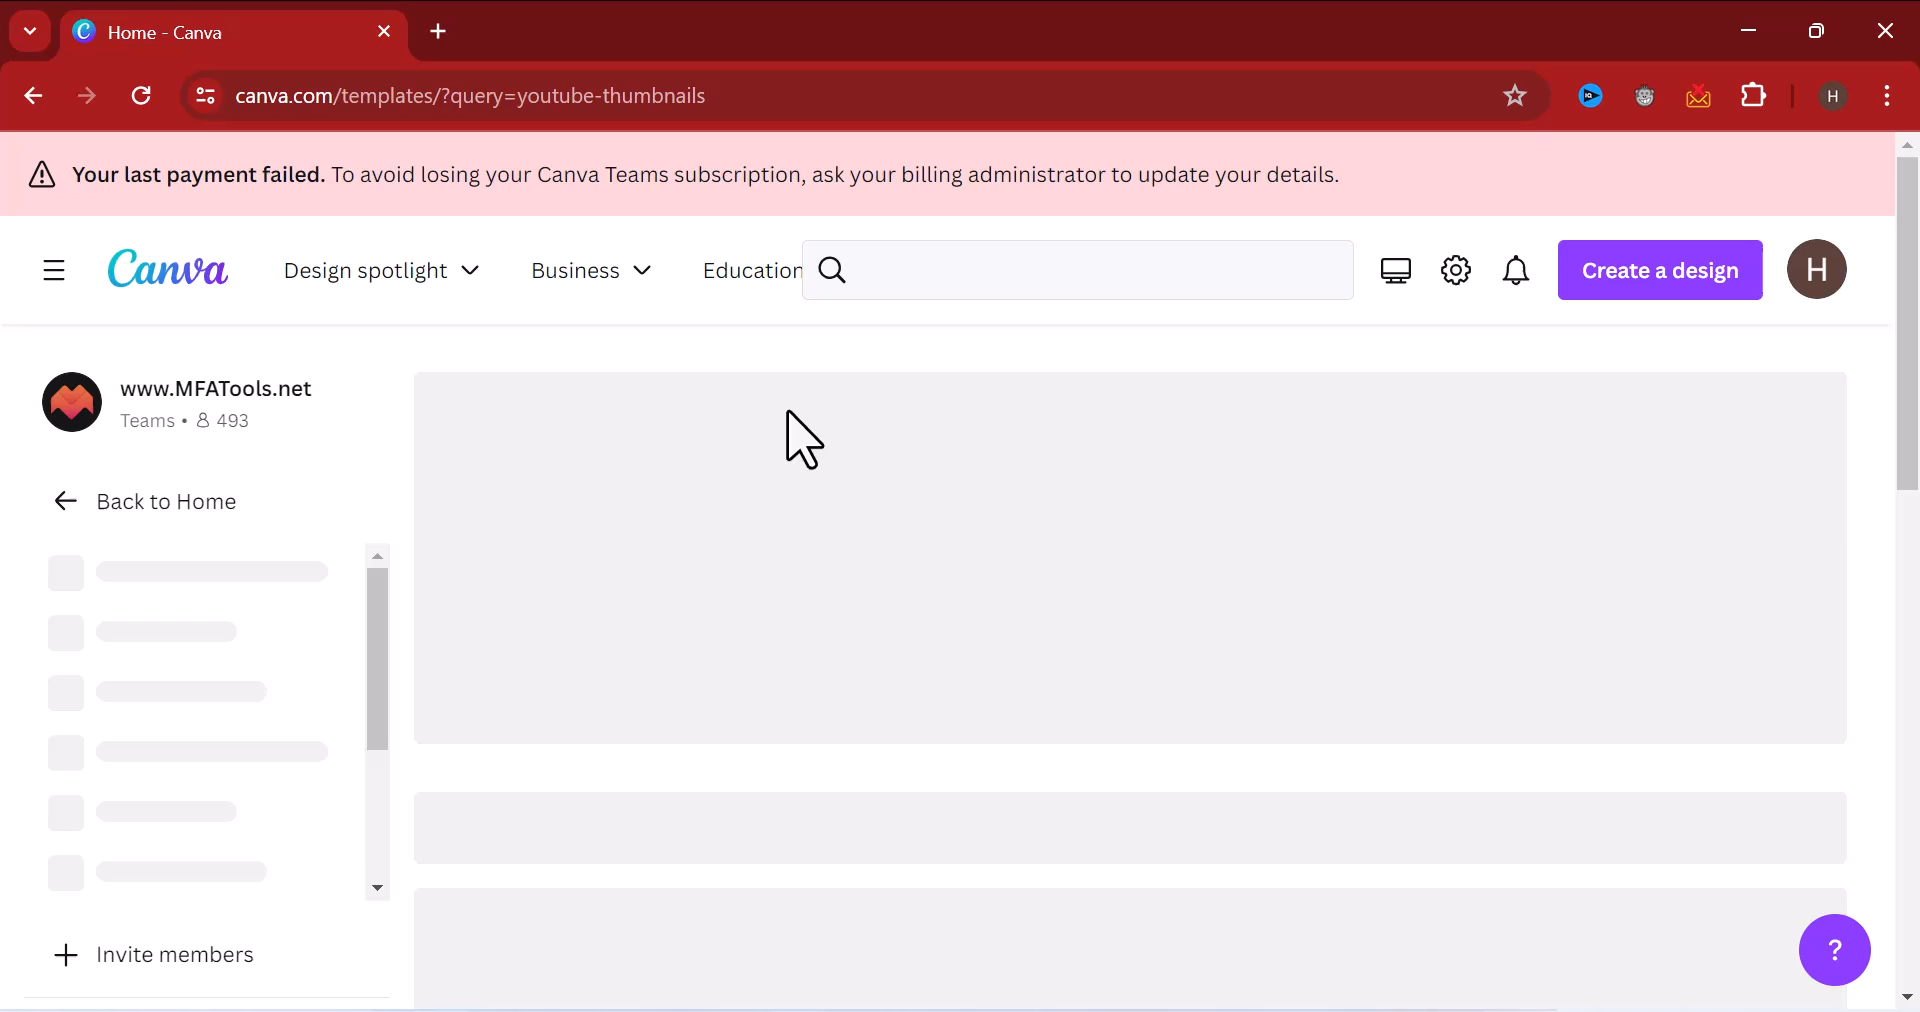 Home - Canva
canva.com/templates/?query=youtube-thumbnails
H
Your last payment failed. To avoid losing your Canva Teams subscription, ask your billing administrator to update your details.
Canva
Design spotlight
Business
Education
Create a design
H
www.MFATools.net
Teams • 493
Back to Home
Invite members
?